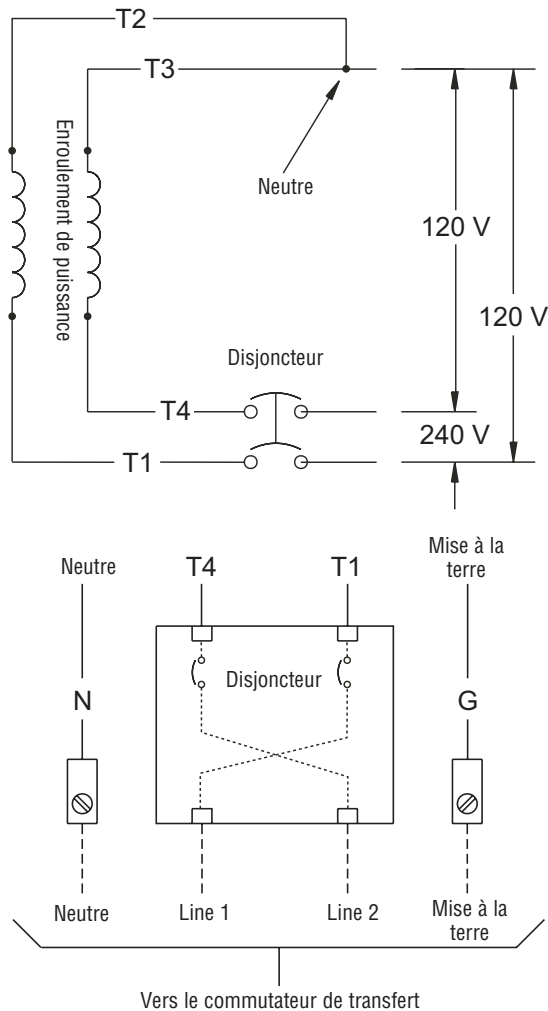 T2
T3
Enroulement de puissance
Neutre
120 V
120 V
Disjoncteur
T4
240 V
T1
Neutre
T4
T1
Mise à la
terre
Disjoncteur
N
G
Neutre
Line 1
Line 2
Mise à la
terre
Vers le commutateur de transfert